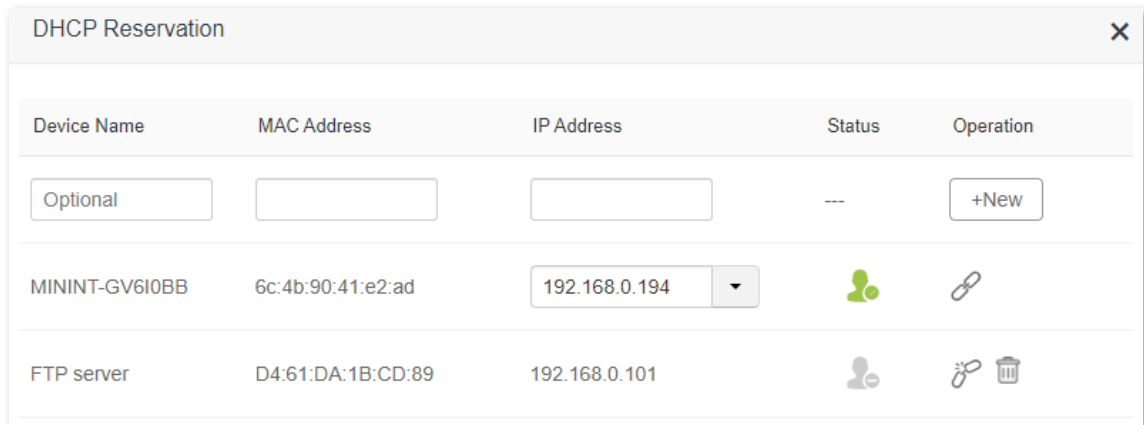 DHCP Reservation
Device Name MAC Address IP Address Status Operation
Optional --- +New
MININT-GV6I0BB 6c:4b:90:41:e2:ad 192.168.0.194
FTP server D4:61:DA:1B:CD:89 192.168.0.101